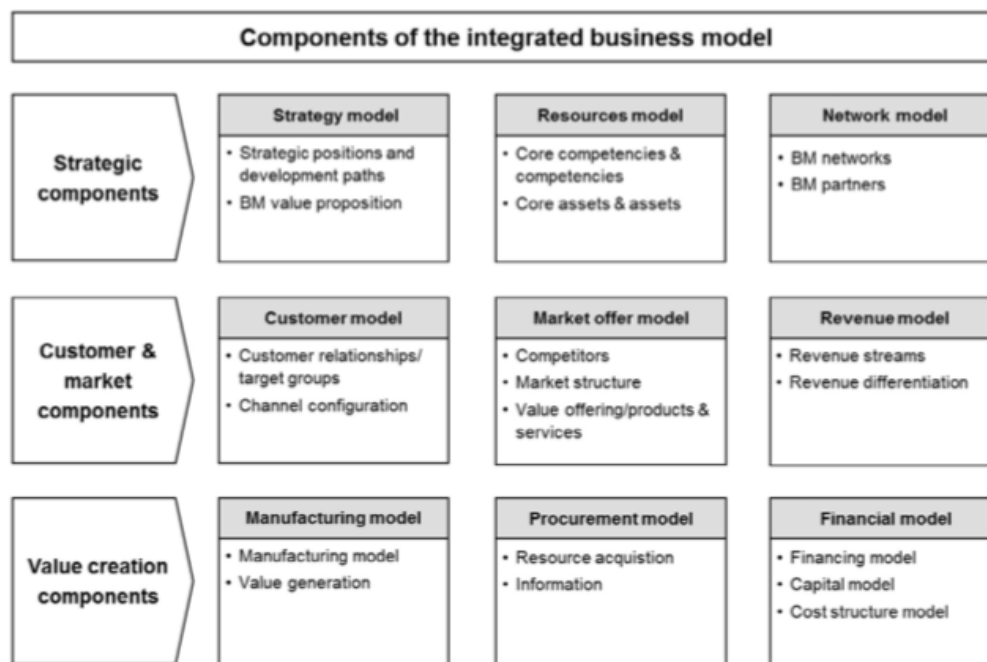 Components of the integrated business model
Strategic
components
Strategy model
• Strategic positions and
development paths
• BM value proposition
Resources model
• Core competencies &
competencies
• Core assets & assets
Network model
• BM networks
• BM partners
Customer &
market
components
Customer model
• Customer relationships/
target groups
• Channel configuration
Market offer model
• Competitors
• Market structure
• Value offering/products &
services
Revenue model
• Revenue streams
• Revenue differentiation
Value creation
components
Manufacturing model
• Manufacturing model
• Value generation
Procurement model
• Resource acquistion
• Information
Financial model
• Financing model
• Capital model
• Cost structure model